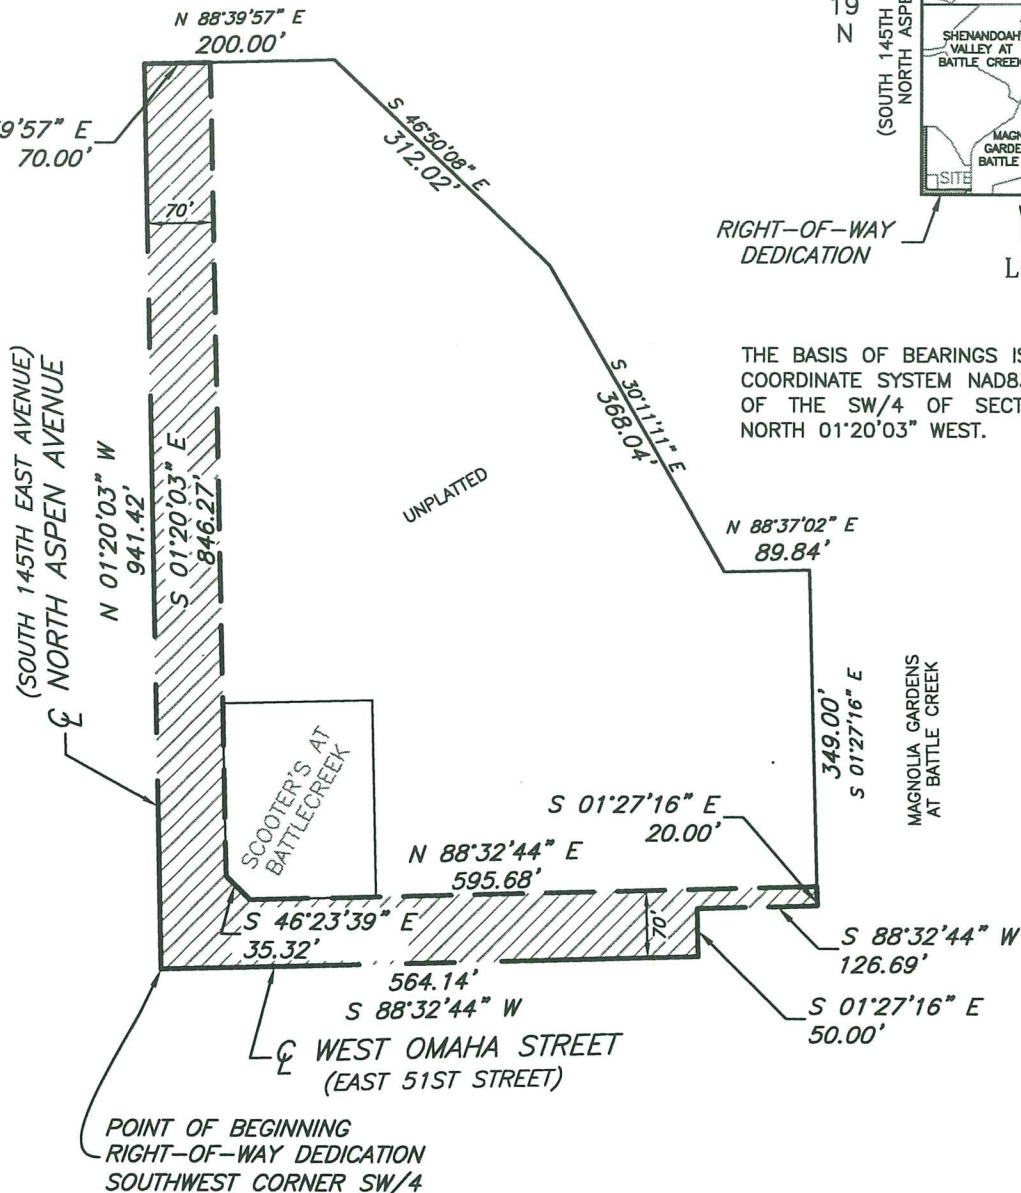 N 88°39'57" E
200.00'
9'57" E
70.00'
70'
S 46°50'08" E
312.02'
19
N
(SOUTH 145TH
NORTH ASPE
SHENANDOAH
VALLEY AT
BATTLE CREEK
MAGN
GARDE
BATTLE
SITE
RIGHT-OF-WAY
DEDICATION
L
THE BASIS OF BEARINGS IS
COORDINATE SYSTEM NAD83
OF THE SW/4 OF SECT
NORTH 01°20'03" WEST.
S 30°11'11" E
368.04'
UNPLATTED
N 88°37'02" E
89.84'
(SOUTH 145TH EAST AVENUE)
℄ NORTH ASPEN AVENUE
N 01°20'03" W
941.42'
S 01°20'03" E
846.27'
349.00'
S 01°27'16" E
MAGNOLIA GARDENS
AT BATTLE CREEK
SCOOTER'S AT
BATTLECREEK
S 01°27'16" E
20.00'
N 88°32'44" E
595.68'
70'
S 46°23'39" E
35.32'
S 88°32'44" W
126.69'
564.14'
S 88°32'44" W
S 01°27'16" E
50.00'
℄ WEST OMAHA STREET
(EAST 51ST STREET)
POINT OF BEGINNING
RIGHT-OF-WAY DEDICATION
SOUTHWEST CORNER SW/4